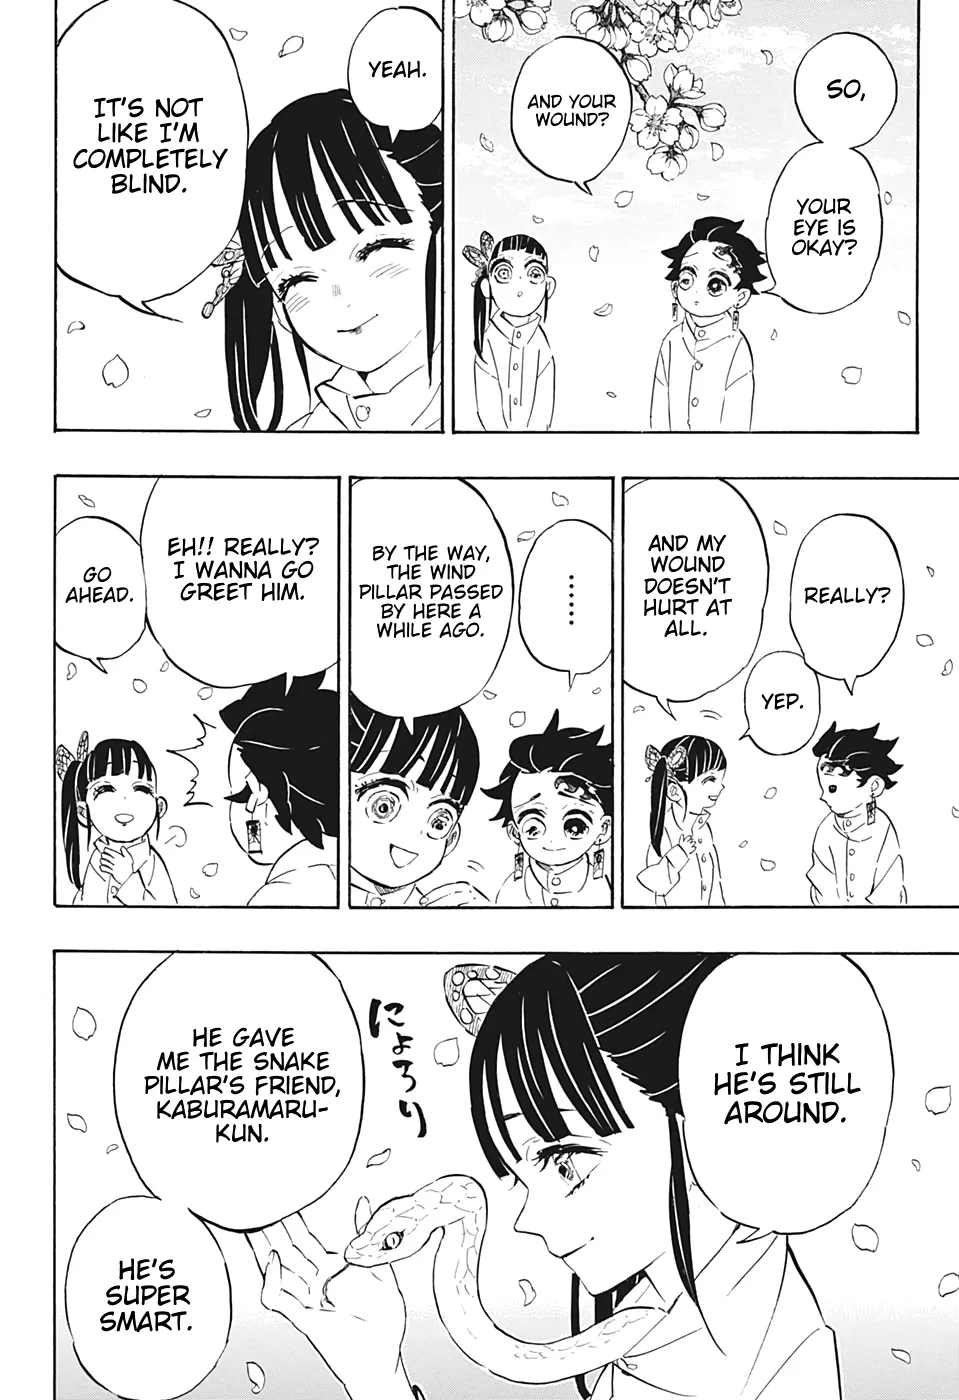 SO,
YOUR
EYE IS
OKAY?
AND YOUR
WOUND?
YEAH.
IT'S NOT
LIKE I'M
COMPLETELY
BLIND.
REALLY?
YEP.
AND MY
WOUND
DOESN'T
HURT AT
ALL.
......
BY THE WAY,
THE WIND
PILLAR PASSED
BY HERE A
WHILE AGO.
EH!! REALLY?
I WANNA GO
GREET HIM.
GO
AHEAD.
I THINK
HE'S STILL
AROUND.
にょろり
HE GAVE
ME THE SNAKE
PILLAR'S FRIEND,
KABURAMARU-
KUN.
HE'S
SUPER
SMART.